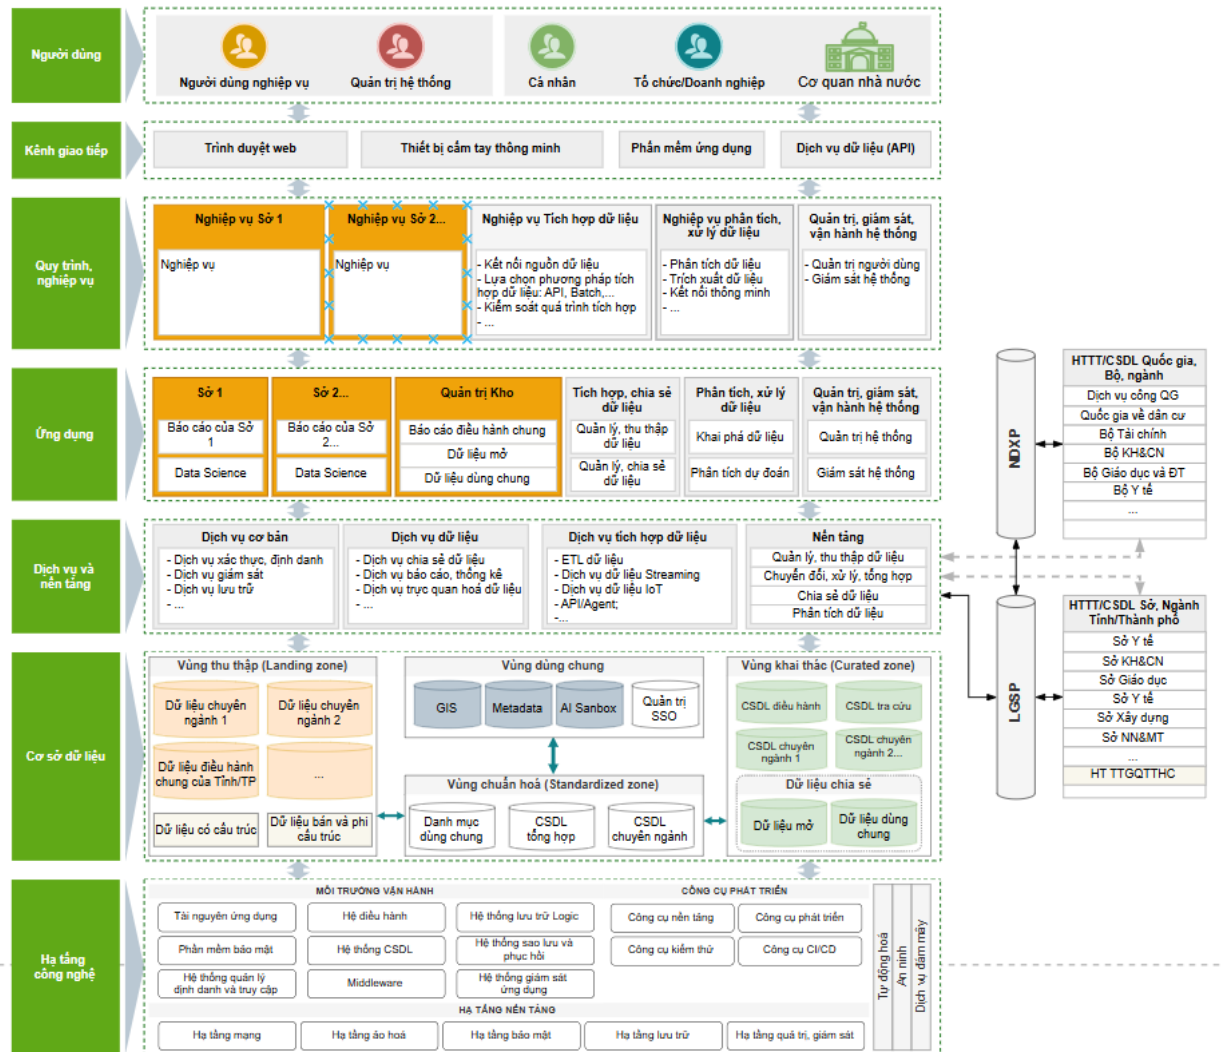 Người dùng
Người dùng nghiệp vụ
Quản trị hệ thống
Cá nhân
Tổ chức/Doanh nghiệp
Cơ quan nhà nước
Kênh giao tiếp
Trình duyệt web
Thiết bị cầm tay thông minh
Phần mềm ứng dụng
Dịch vụ dữ liệu (API)
Quy trình,
nghiệp vụ
Nghiệp vụ Sở 1
Nghiệp vụ
Nghiệp vụ Sở 2...
Nghiệp vụ
Nghiệp vụ Tích hợp dữ liệu
- Kết nối nguồn dữ liệu
- Lựa chọn phương pháp tích
hợp dữ liệu: API, Batch,...
- Kiểm soát quá trình tích hợp
- ...
Nghiệp vụ phân tích,
xử lý dữ liệu
- Phân tích dữ liệu
- Trích xuất dữ liệu
- Kết nối thông minh
- ...
Quản trị, giám sát,
vận hành hệ thống
- Quản trị người dùng
- Giám sát hệ thống
Ứng dụng
Sở 1
Báo cáo của Sở
1
Data Science
Sở 2...
Báo cáo của Sở
2...
Data Science
Quản trị Kho
Báo cáo điều hành chung
Dữ liệu mở
Dữ liệu dùng chung
Tích hợp, chia sẻ
dữ liệu
Quản lý, thu thập
dữ liệu
Quản lý, chia sẻ
dữ liệu
Phân tích, xử lý
dữ liệu
Khai phá dữ liệu
Phân tích dự đoán
Quản trị, giám sát,
vận hành hệ thống
Quản trị hệ thống
Giám sát hệ thống
Dịch vụ và
nền tảng
Dịch vụ cơ bản
- Dịch vụ xác thực, định danh
- Dịch vụ giám sát
- Dịch vụ lưu trữ
- ...
Dịch vụ dữ liệu
- Dịch vụ chia sẻ dữ liệu
- Dịch vụ báo cáo, thống kê
- Dịch vụ trực quan hoá dữ liệu
- ...
Dịch vụ tích hợp dữ liệu
- ETL dữ liệu
- Dịch vụ dữ liệu Streaming
- Dịch vụ dữ liệu IoT
- API/Agent;
-...
Nền tảng
Quản lý, thu thập dữ liệu
Chuyển đổi, xử lý, tổng hợp
Chia sẻ dữ liệu
Phân tích dữ liệu
Cơ sở dữ liệu
Vùng thu thập (Landing zone)
Dữ liệu chuyên
ngành 1
Dữ liệu chuyên
ngành 2
Dữ liệu điều hành
chung của Tỉnh/TP
...
Dữ liệu có cấu trúc
Dữ liệu bán và phi
cấu trúc
Vùng dùng chung
GIS
Metadata
AI Sanbox
Quản trị
SSO
Vùng chuẩn hoá (Standardized zone)
Danh mục
dùng chung
CSDL
tổng hợp
CSDL
chuyên ngành
Vùng khai thác (Curated zone)
CSDL điều hành
CSDL tra cứu
CSDL chuyên
ngành 1
CSDL chuyên
ngành 2...
Dữ liệu chia sẻ
Dữ liệu mở
Dữ liệu dùng
chung
Hạ tầng
công nghệ
MÔI TRƯỜNG VẬN HÀNH
Tài nguyên ứng dụng
Hệ điều hành
Hệ thống lưu trữ Logic
Phần mềm bảo mật
Hệ thống CSDL
Hệ thống sao lưu và
phục hồi
Hệ thống quản lý
định danh và truy cập
Middleware
Hệ thống giám sát
ứng dụng
CÔNG CỤ PHÁT TRIỂN
Công cụ nền tảng
Công cụ phát triển
Công cụ kiểm thử
Công cụ CI/CD
HẠ TẦNG NỀN TẢNG
Hạ tầng mạng
Hạ tầng ảo hoá
Hạ tầng bảo mật
Hạ tầng lưu trữ
Hạ tầng quả trị, giám sát
Tự động hoá
An ninh
Dịch vụ đám mây
NDXP
HTTT/CSDL Quốc gia,
Bộ, ngành
Dịch vụ công QG
Quốc gia về dân cư
Bộ Tài chính
Bộ KH&CN
Bộ Giáo dục và ĐT
Bộ Y tế
...
LGSP
HTTT/CSDL Sở, Ngành
Tỉnh/Thành phố
Sở Y tế
Sở KH&CN
Sở Giáo dục
Sở Y tế
Sở Xây dựng
Sở NN&MT
...
HT TTGQTTHC